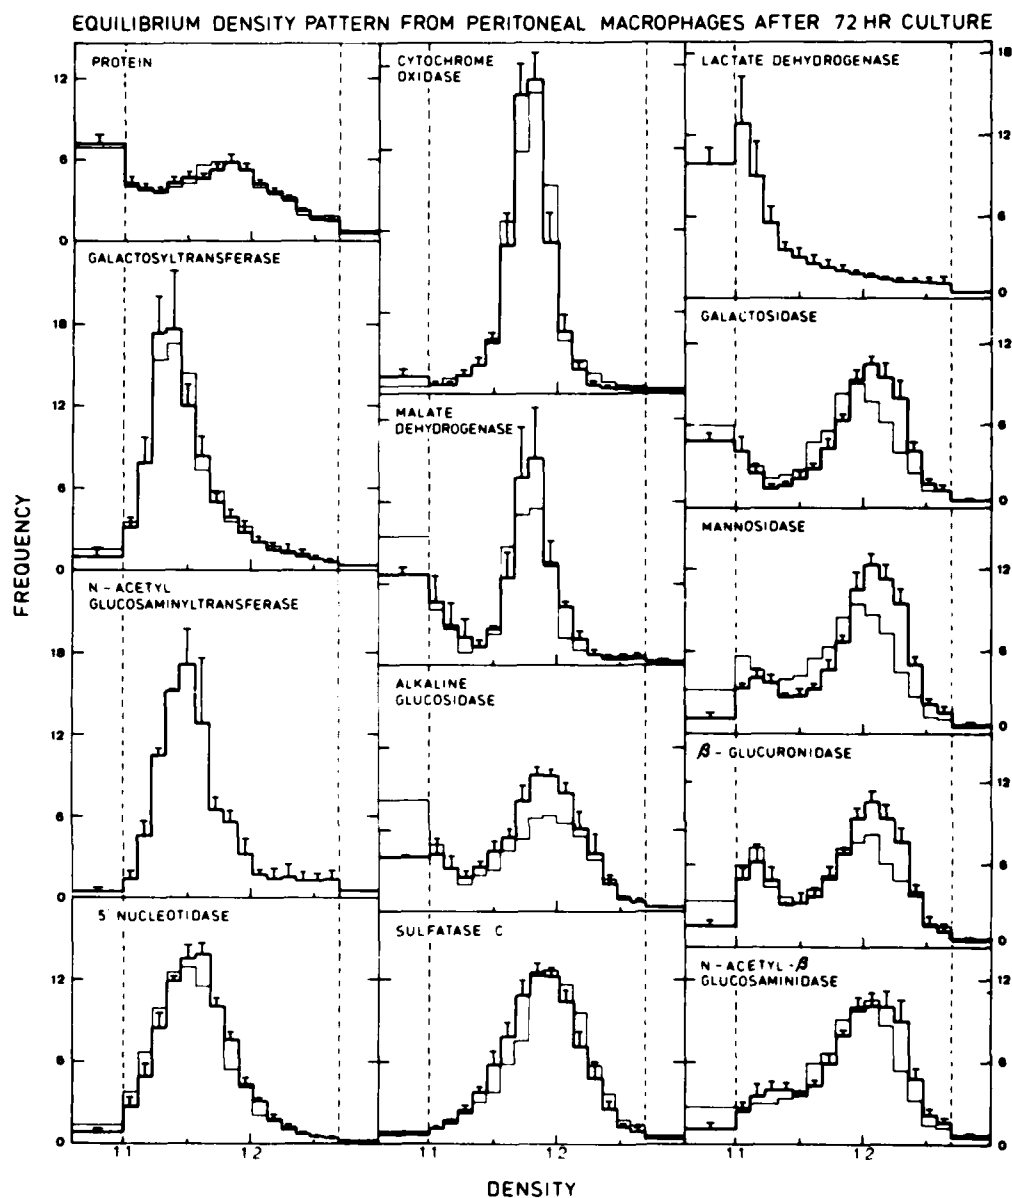 EQUILIBRIUM DENSITY PATTERN FROM PERITONEAL MACROPHAGES AFTER 72 HR CULTURE
PROTEIN
12
6
0
GALACTOSYLTRANSFERASE
18
12
6
0
N-ACETYL
GLUCOSAMINYLTRANSFERASE
18
12
6
0
5' NUCLEOTIDASE
12
6
0
1.1
1.2
CYTOCHROME
OXIDASE
MALATE
DEHYDROGENASE
ALKALINE
GLUCOSIDASE
SULFATASE C
1.1
1.2
LACTATE DEHYDROGENASE
18
12
6
0
GALACTOSIDASE
12
6
0
MANNOSIDASE
12
6
0
β-GLUCURONIDASE
12
6
0
N-ACETYL-β
GLUCOSAMINIDASE
12
6
0
1.1
1.2
FREQUENCY
DENSITY